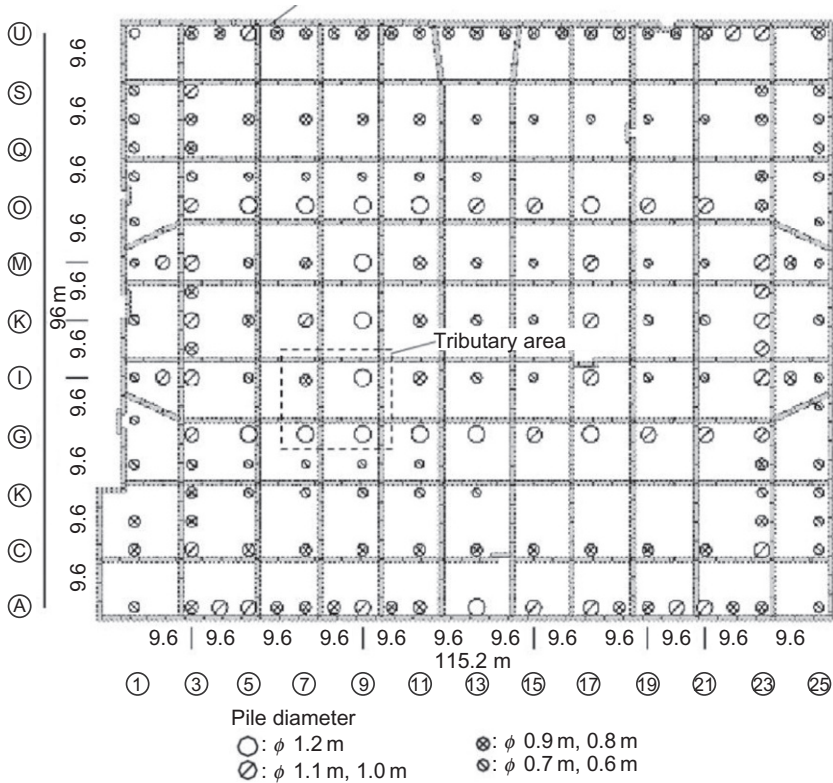 U
S
Q
O
M
K
I
G
K
C
A
9.6
9.6
9.6
9.6
9.6
9.6
9.6
9.6
9.6
9.6
96 m
Tributary area
9.6 9.6 9.6 9.6 9.6 9.6 9.6 9.6 9.6 9.6 9.6 9.6
115.2 m
1 3 5 7 9 11 13 15 17 19 21 23 25
Pile diameter
: ϕ 1.2 m
: ϕ 1.1 m, 1.0 m
: ϕ 0.9 m, 0.8 m
: ϕ 0.7 m, 0.6 m